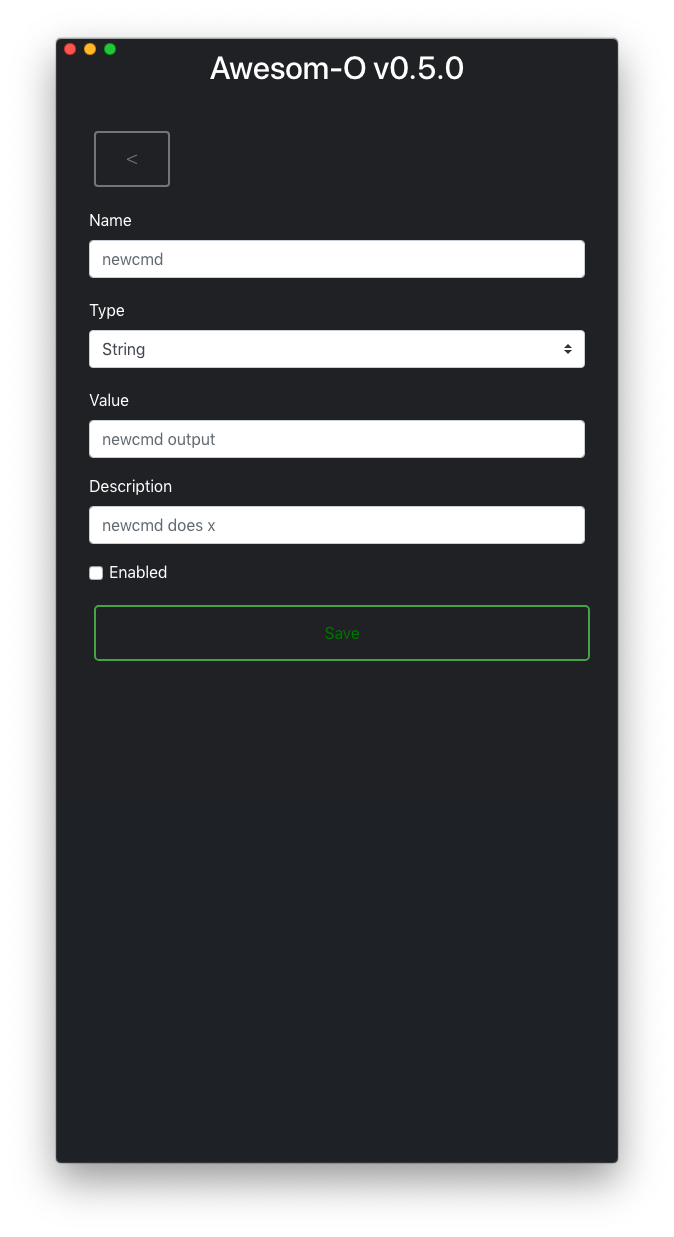 Awesom-O v0.5.0
<
Name
newcmd
Type
String
Value
newcmd output
Description
newcmd does x
Enabled
Save